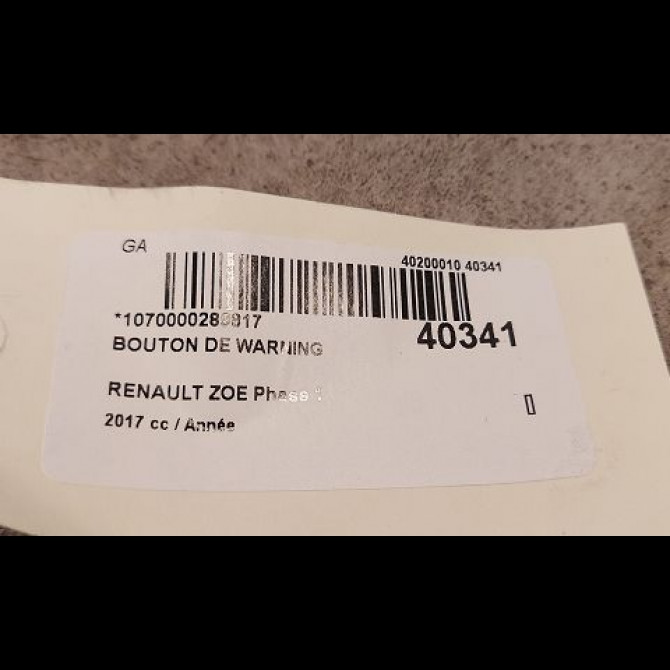 GA
40200010 40341
40341
BOUTON DE WARNING
RENAULT ZOE Phase
2017 cc / Année